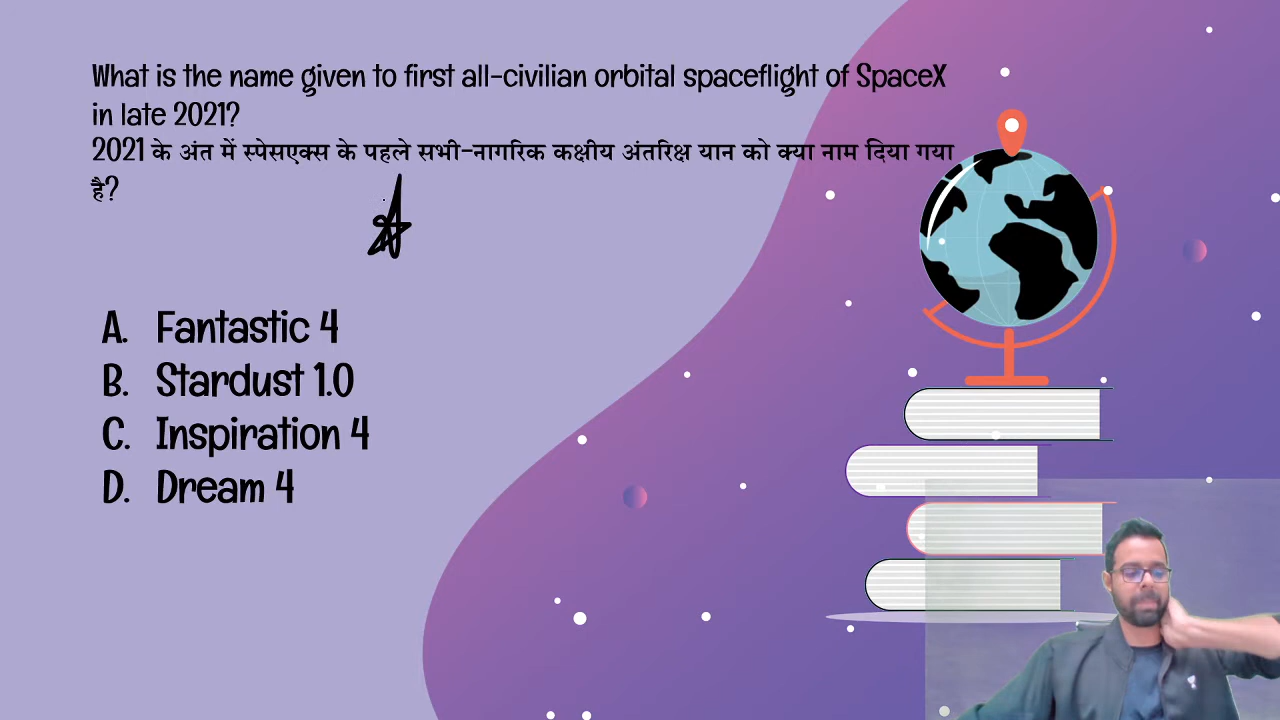 What is the name given to first all-civilian orbital spaceflight of SpaceX
in late 2021?
2021 के अंत में स्पेसएक्स के पहले सभी-नागरिक कक्षीय अंतरिक्ष यान को क्या नाम दिया गया
है?
A. Fantastic 4
B. Stardust 1.0
C. Inspiration 4
D. Dream 4